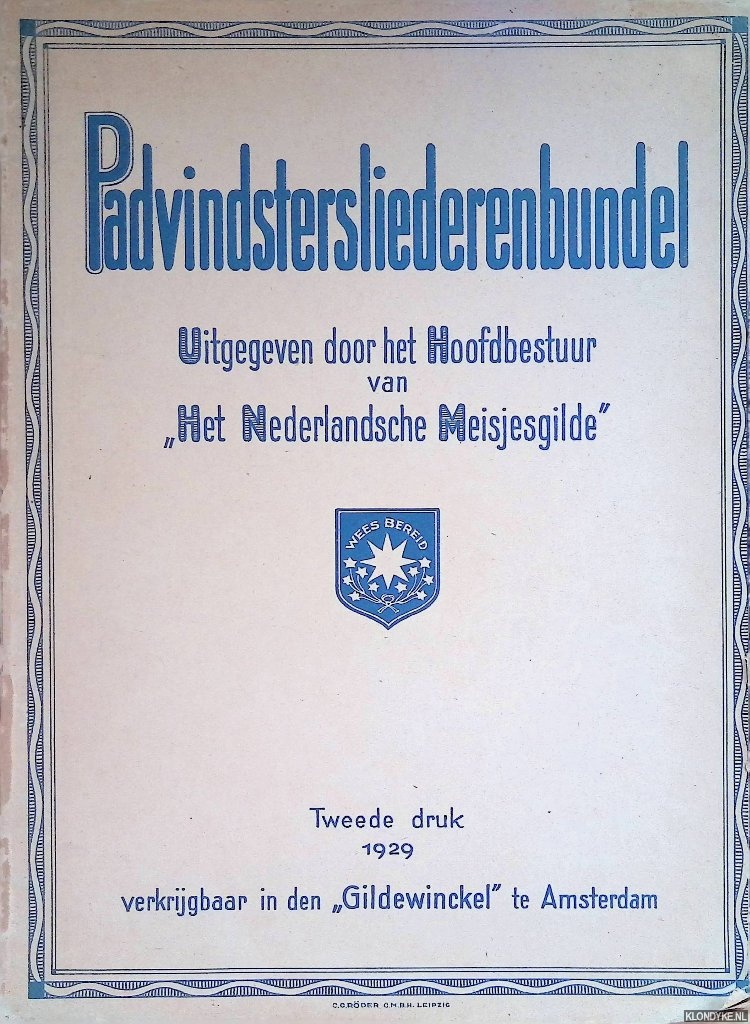 Padvindstersliederenbundel
Uitgegeven door het Hoofdbestuur
van
„Het Nederlandsche Meisjesgilde”
WEES BEREID
Tweede druk
1929
verkrijgbaar in den „Gildewinckel” te Amsterdam
C.G.RÖDER G.M.B.H. LEIPZIG
KLONDYKE.NL